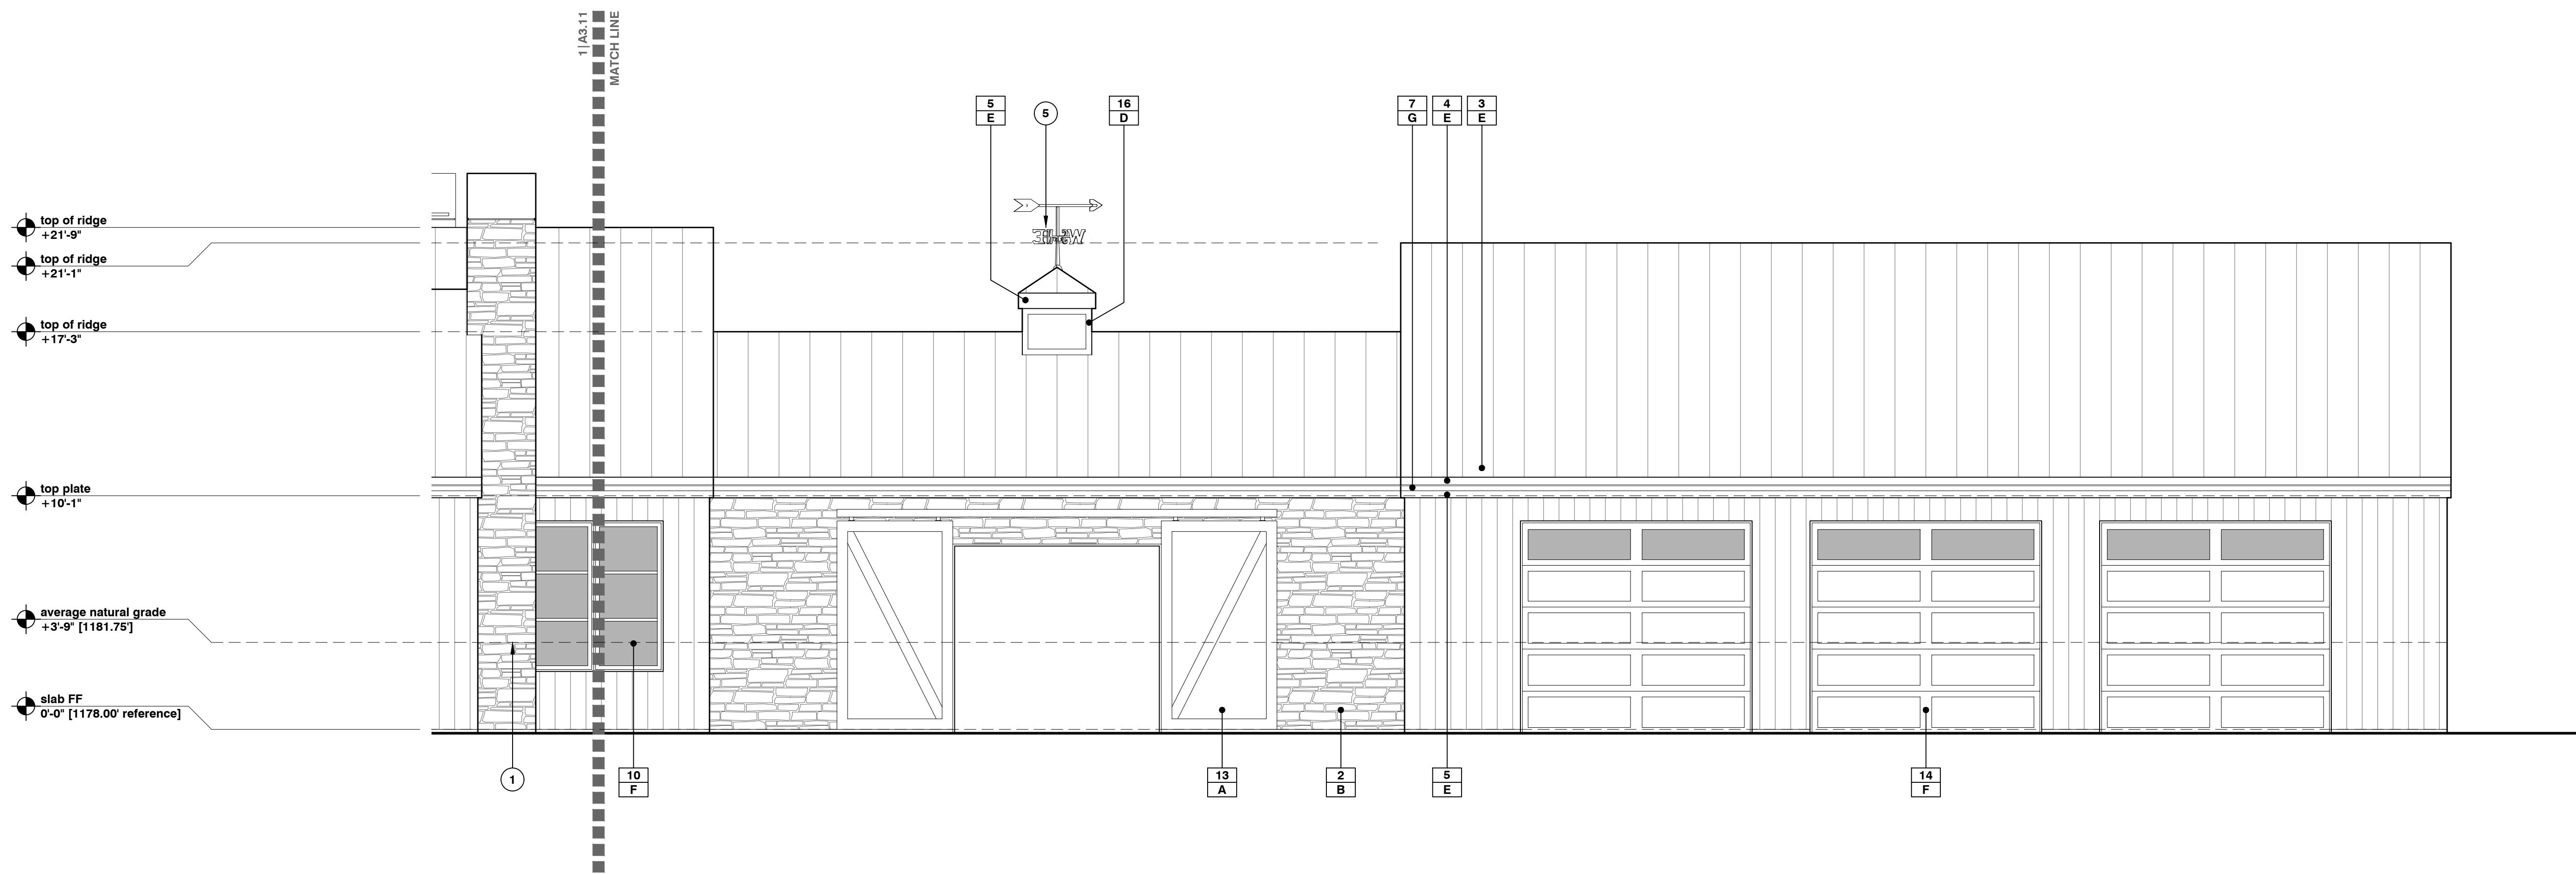 1|A3.11
MATCH LINE
5
E
5
16
D
7
G
4
E
3
E
top of ridge
+21'-9"
top of ridge
+21'-1"
top of ridge
+17'-3"
top plate
+10'-1"
average natural grade
+3'-9" [1181.75']
slab FF
0'-0" [1178.00' reference]
1
10
F
13
A
2
B
5
E
14
F